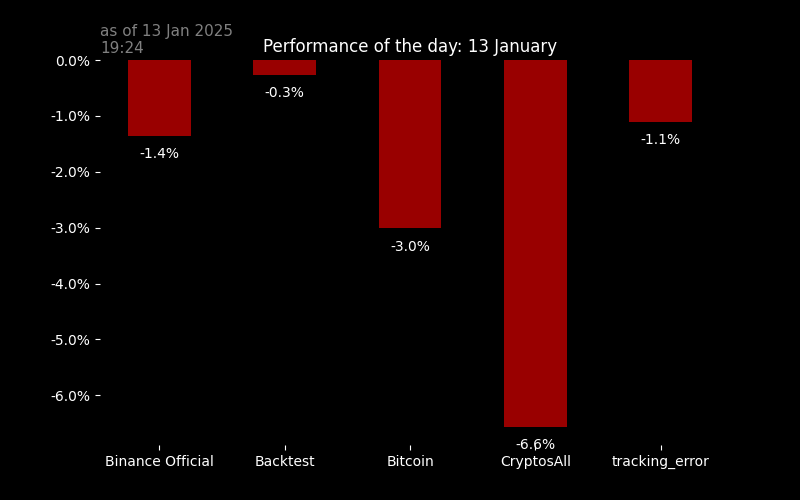 as of 13 Jan 2025
19:24
Performance of the day: 13 January
0.0%
-1.0%
-2.0%
-3.0%
-4.0%
-5.0%
-6.0%
-1.4%
-0.3%
-3.0%
-6.6%
-1.1%
Binance Official
Backtest
Bitcoin
CryptosAll
tracking_error